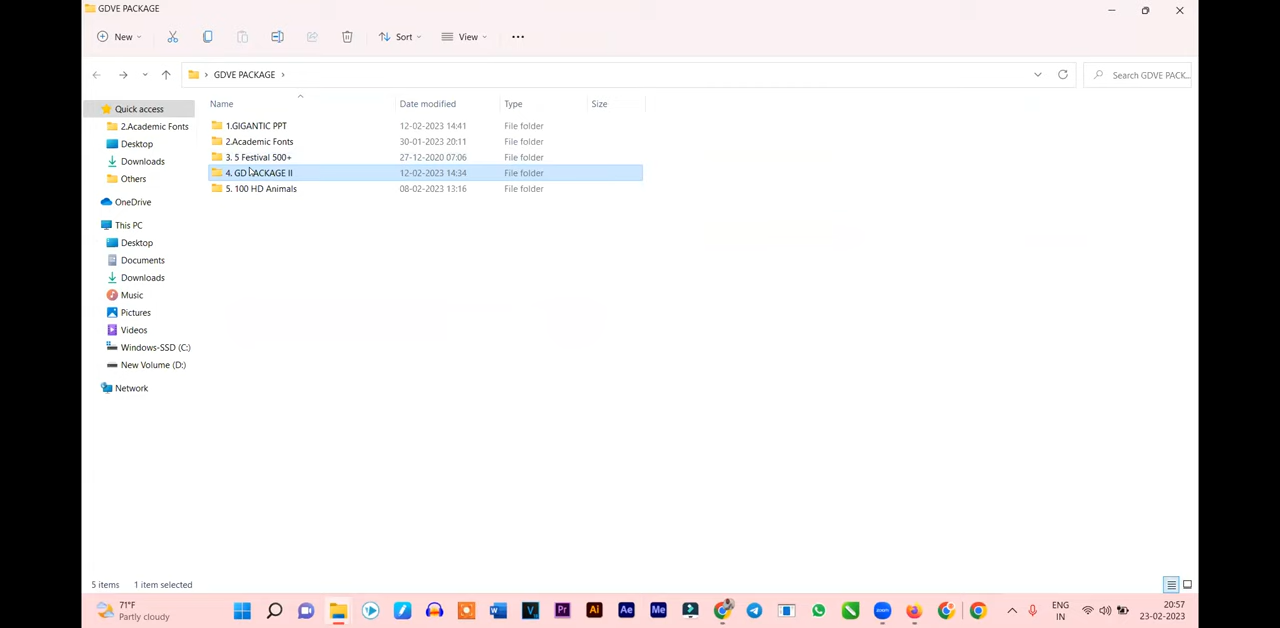 GDVE PACKAGE
New
Sort
View
GDVE PACKAGE
Search GDVE PACK...
Quick access
2.Academic Fonts
Desktop
Downloads
Others
OneDrive
This PC
Desktop
Documents
Downloads
Music
Pictures
Videos
Windows-SSD (C:)
New Volume (D:)
Network
Name Date modified Type Size
1.GIGANTIC PPT 12-02-2023 14:41 File folder
2.Academic Fonts 30-01-2023 20:11 File folder
3. 5 Festival 500+ 27-12-2020 07:06 File folder
4. GD PACKAGE II 12-02-2023 14:34 File folder
5. 100 HD Animals 08-02-2023 13:16 File folder
5 items 1 item selected
71°F
Partly cloudy
W
V
Pr
Ai
Ae
Me
zoom
ENG
IN
20:57
23-02-2023